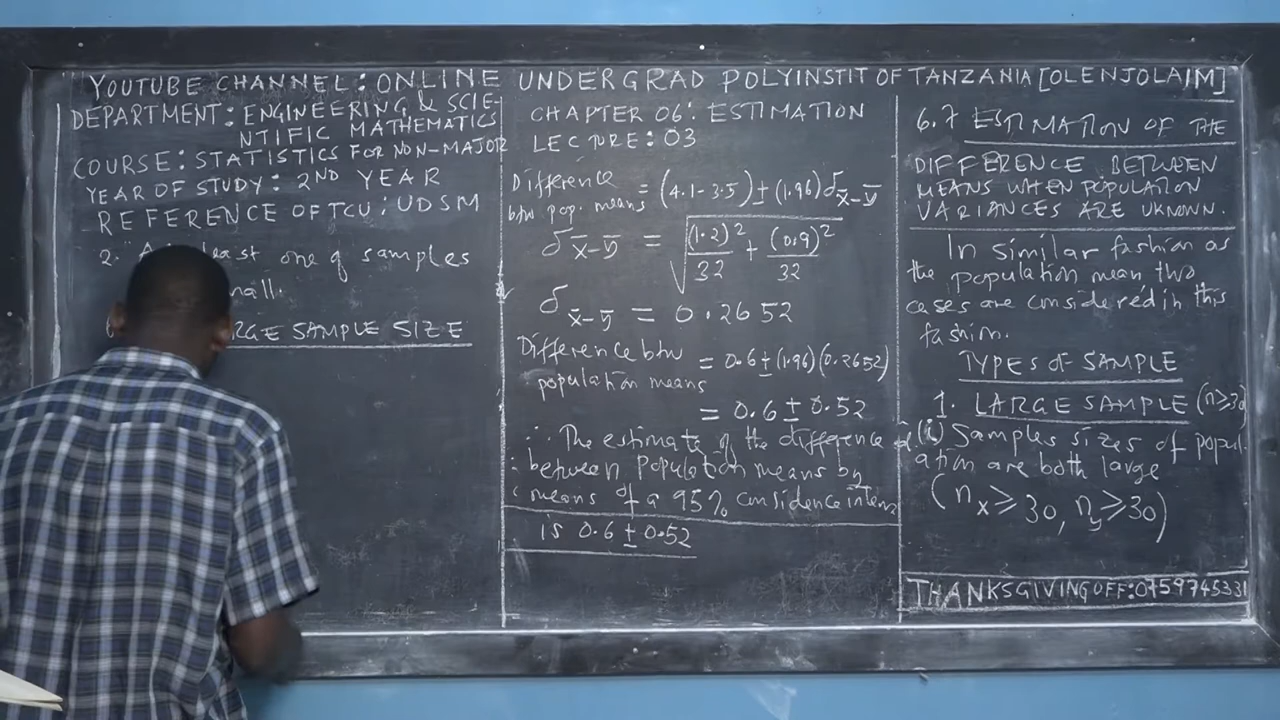 YOUTUBE CHANNEL: ONLINE UNDERGRAD POLYINSTIT OF TANZANIA [OLENJOLAIM]
DEPARTMENT: ENGINEERING & SCIE-
NTIFIC MATHEMATICS
COURSE: STATISTICS FOR NON-MAJOR
YEAR OF STUDY: 2ND YEAR
REFERENCE OF TCU: UDSM
2. one of samples
SAMPLE SIZE
CHAPTER 06: ESTIMATION
LECTURE: 03
Difference
btw pop. means = (4.1-3.5) ± (1.96) σ x̄-ȳ
σ x̄-ȳ = √((1.2)²/32 + (0.9)²/32)
σ x̄-ȳ = 0.2652
Difference btw
population means = 0.6 ± (1.96)(0.2652)
= 0.6 ± 0.52
∴ The estimate of the difference
between population means by
means of a 95% considence interv
is 0.6 ± 0.52
6.7 ESTIMATION OF THE
DIFFERENCE BETWEEN
MEANS WHEN POPULATION
VARIANCES ARE UKNOWN.
In similar fashion as
the population mean two
cases are considered in this
fashion.
TYPES OF SAMPLE
1. LARGE SAMPLE (n≥30)
(i) Samples sizes of popul-
ation are both large
(nx ≥ 30, ny ≥ 30)
THANKSGIVING OFF: 0759745331